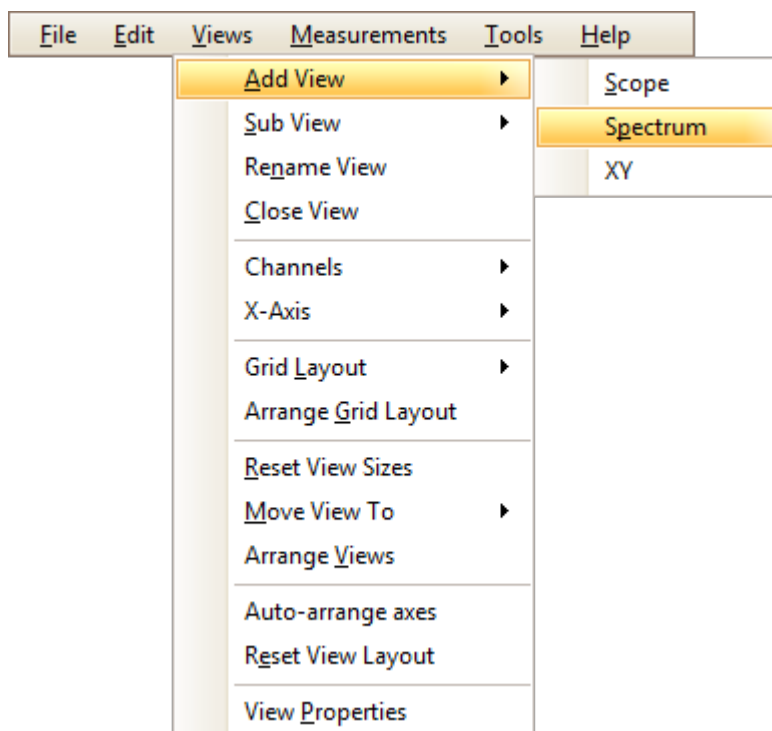 File Edit Views Measurements Tools Help
Add View
Scope
Sub View
Spectrum
Rename View
XY
Close View
Channels
X-Axis
Grid Layout
Arrange Grid Layout
Reset View Sizes
Move View To
Arrange Views
Auto-arrange axes
Reset View Layout
View Properties